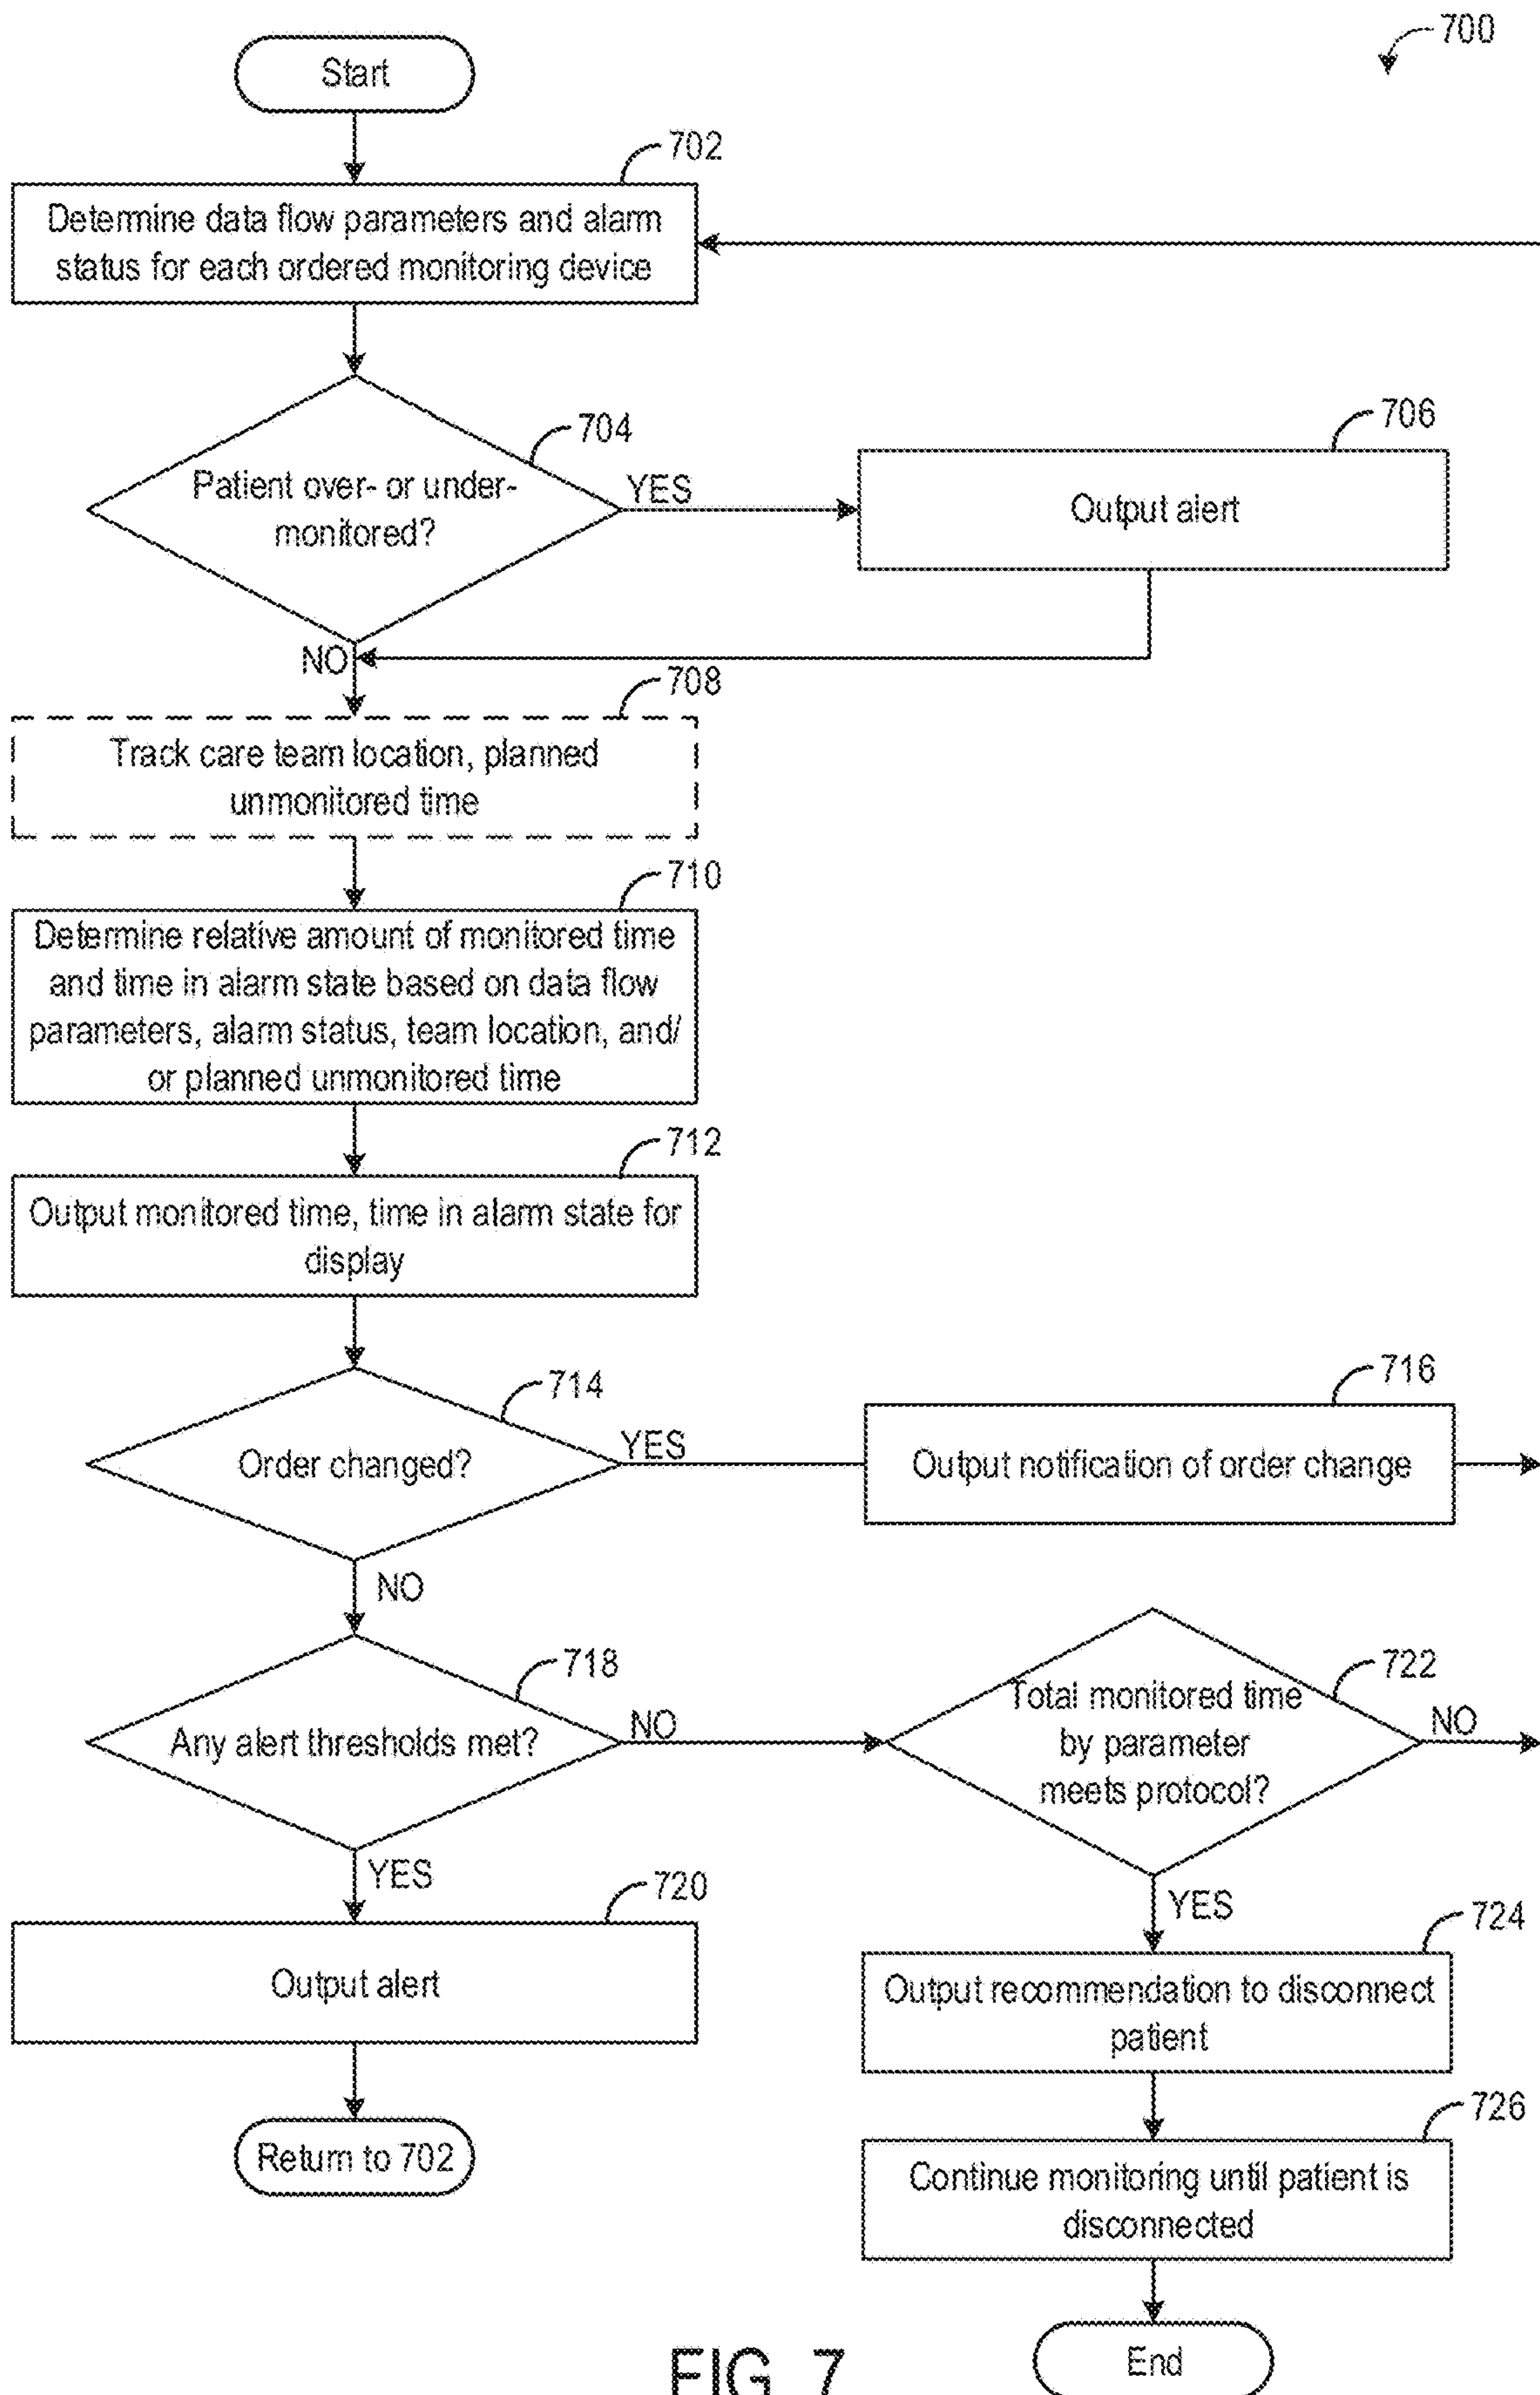 700
Start
702
Determine data flow parameters and alarm
status for each ordered monitoring device
704
Patient over- or under-
monitored?
YES
706
Output alert
NO
708
Track care team location, planned
unmonitored time
710
Determine relative amount of monitored time
and time in alarm state based on data flow
parameters, alarm status, team location, and/
or planned unmonitored time
712
Output monitored time, time in alarm state for
display
714
Order changed?
YES
716
Output notification of order change
NO
718
Any alert thresholds met?
NO
722
Total monitored time
by parameter
meets protocol?
NO
YES
720
Output alert
Return to 702
YES
724
Output recommendation to disconnect
patient
726
Continue monitoring until patient is
disconnected
End
FIG. 7